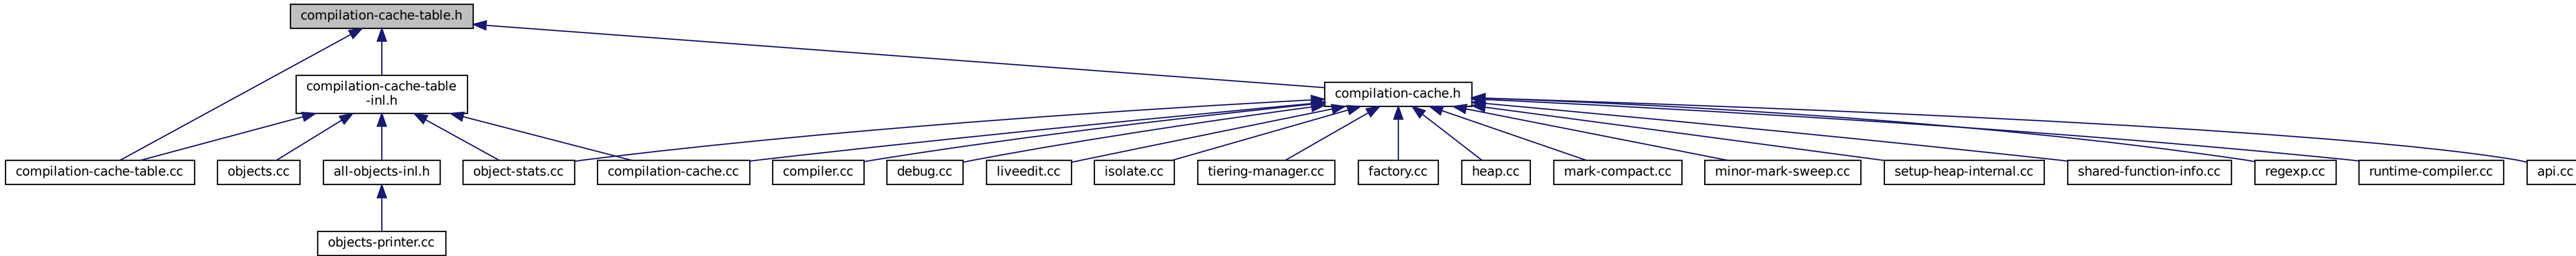 compilation-cache-table.h
compilation-cache-table
-inl.h
compilation-cache.h
compilation-cache-table.cc
objects.cc
all-objects-inl.h
object-stats.cc
compilation-cache.cc
compiler.cc
debug.cc
liveedit.cc
isolate.cc
tiering-manager.cc
factory.cc
heap.cc
mark-compact.cc
minor-mark-sweep.cc
setup-heap-internal.cc
shared-function-info.cc
regexp.cc
runtime-compiler.cc
api.cc
objects-printer.cc